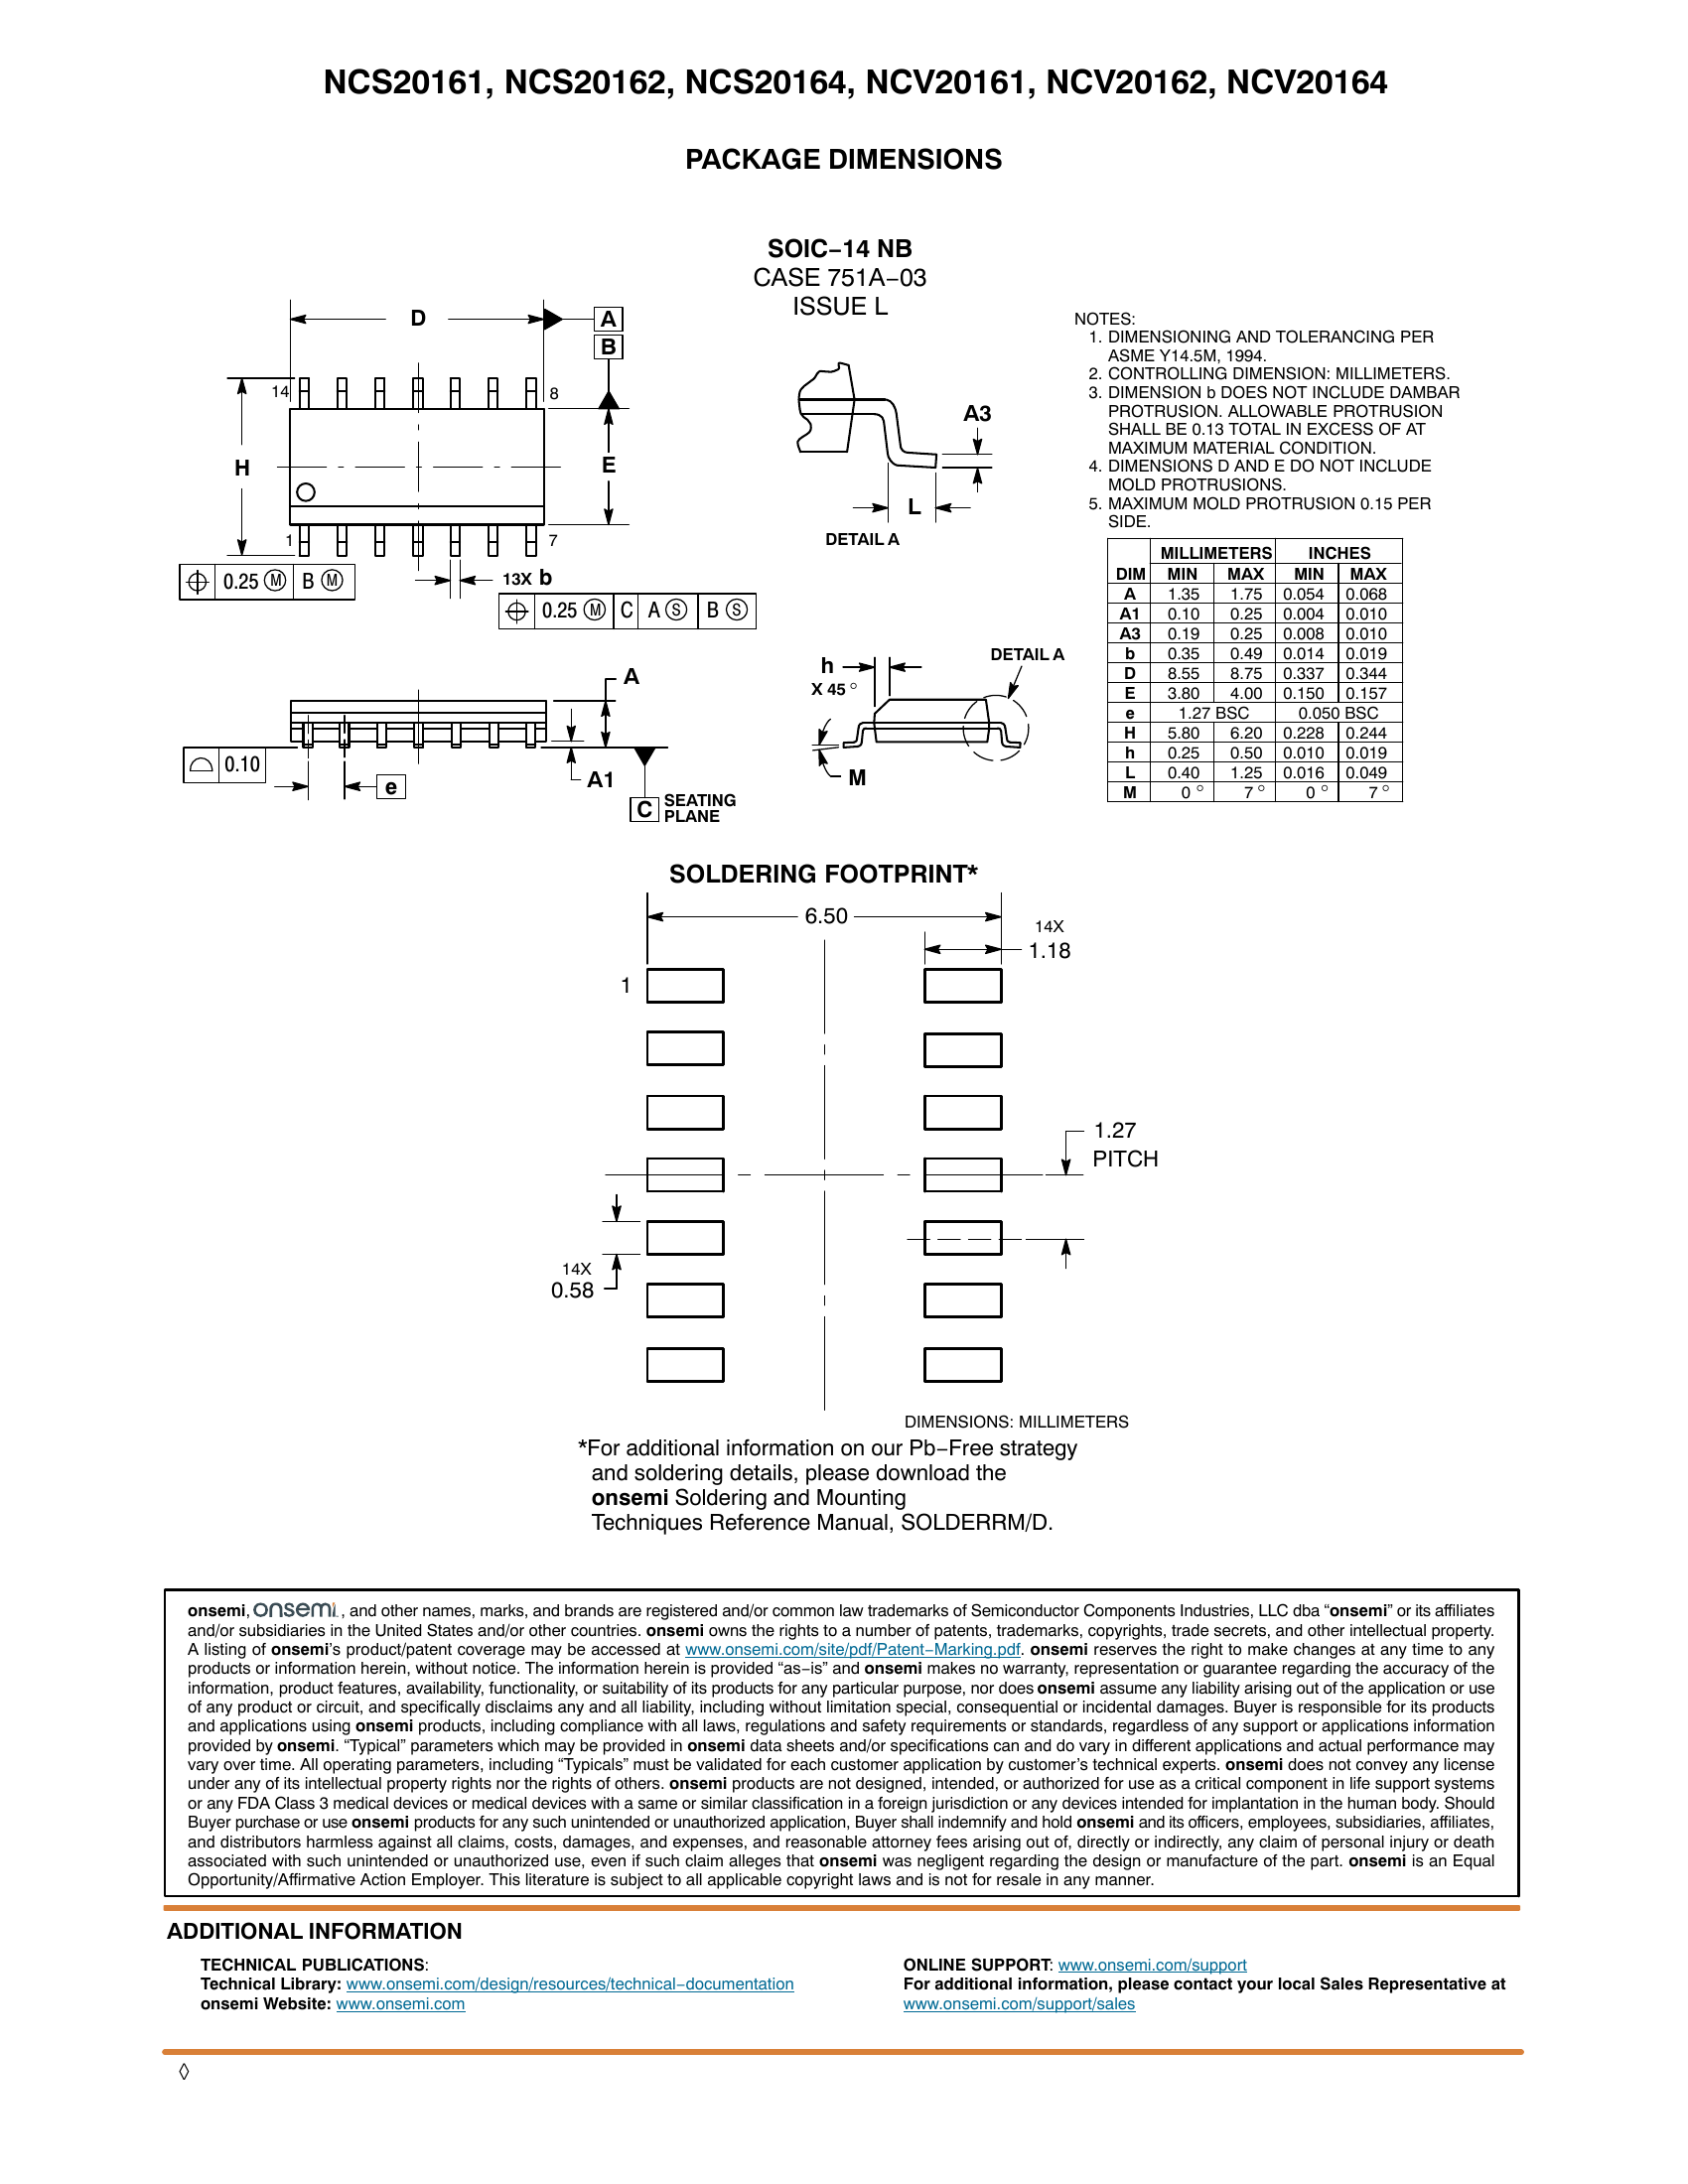 NCS20161, NCS20162, NCS20164, NCV20161, NCV20162, NCV20164
PACKAGE DIMENSIONS
SOIC−14 NB
CASE 751A−03
ISSUE L
D
A
B
14
8
H
E
1
7
0.25 M B M
13X b
0.25 M C A S B S
A3
L
DETAIL A
NOTES:
1. DIMENSIONING AND TOLERANCING PER
ASME Y14.5M, 1994.
2. CONTROLLING DIMENSION: MILLIMETERS.
3. DIMENSION b DOES NOT INCLUDE DAMBAR
PROTRUSION. ALLOWABLE PROTRUSION
SHALL BE 0.13 TOTAL IN EXCESS OF AT
MAXIMUM MATERIAL CONDITION.
4. DIMENSIONS D AND E DO NOT INCLUDE
MOLD PROTRUSIONS.
5. MAXIMUM MOLD PROTRUSION 0.15 PER
SIDE.
MILLIMETERS INCHES
DIM MIN MAX MIN MAX
A 1.35 1.75 0.054 0.068
A1 0.10 0.25 0.004 0.010
A3 0.19 0.25 0.008 0.010
b 0.35 0.49 0.014 0.019
D 8.55 8.75 0.337 0.344
E 3.80 4.00 0.150 0.157
e 1.27 BSC 0.050 BSC
H 5.80 6.20 0.228 0.244
h 0.25 0.50 0.010 0.019
L 0.40 1.25 0.016 0.049
M 0 ° 7 ° 0 ° 7 °
A
0.10
e
A1
C SEATING
PLANE
h
X 45 °
DETAIL A
M
SOLDERING FOOTPRINT*
6.50
14X
1.18
1
1.27
PITCH
14X
0.58
DIMENSIONS: MILLIMETERS
*For additional information on our Pb−Free strategy
and soldering details, please download the
onsemi Soldering and Mounting
Techniques Reference Manual, SOLDERRM/D.
onsemi, onsemi, and other names, marks, and brands are registered and/or common law trademarks of Semiconductor Components Industries, LLC dba “onsemi” or its affiliates
and/or subsidiaries in the United States and/or other countries. onsemi owns the rights to a number of patents, trademarks, copyrights, trade secrets, and other intellectual property.
A listing of onsemi’s product/patent coverage may be accessed at www.onsemi.com/site/pdf/Patent−Marking.pdf. onsemi reserves the right to make changes at any time to any
products or information herein, without notice. The information herein is provided “as−is” and onsemi makes no warranty, representation or guarantee regarding the accuracy of the
information, product features, availability, functionality, or suitability of its products for any particular purpose, nor does onsemi assume any liability arising out of the application or use
of any product or circuit, and specifically disclaims any and all liability, including without limitation special, consequential or incidental damages. Buyer is responsible for its products
and applications using onsemi products, including compliance with all laws, regulations and safety requirements or standards, regardless of any support or applications information
provided by onsemi. “Typical” parameters which may be provided in onsemi data sheets and/or specifications can and do vary in different applications and actual performance may
vary over time. All operating parameters, including “Typicals” must be validated for each customer application by customer’s technical experts. onsemi does not convey any license
under any of its intellectual property rights nor the rights of others. onsemi products are not designed, intended, or authorized for use as a critical component in life support systems
or any FDA Class 3 medical devices or medical devices with a same or similar classification in a foreign jurisdiction or any devices intended for implantation in the human body. Should
Buyer purchase or use onsemi products for any such unintended or unauthorized application, Buyer shall indemnify and hold onsemi and its officers, employees, subsidiaries, affiliates,
and distributors harmless against all claims, costs, damages, and expenses, and reasonable attorney fees arising out of, directly or indirectly, any claim of personal injury or death
associated with such unintended or unauthorized use, even if such claim alleges that onsemi was negligent regarding the design or manufacture of the part. onsemi is an Equal
Opportunity/Affirmative Action Employer. This literature is subject to all applicable copyright laws and is not for resale in any manner.
ADDITIONAL INFORMATION
TECHNICAL PUBLICATIONS:
Technical Library: www.onsemi.com/design/resources/technical−documentation
onsemi Website: www.onsemi.com
ONLINE SUPPORT: www.onsemi.com/support
For additional information, please contact your local Sales Representative at
www.onsemi.com/support/sales
◊